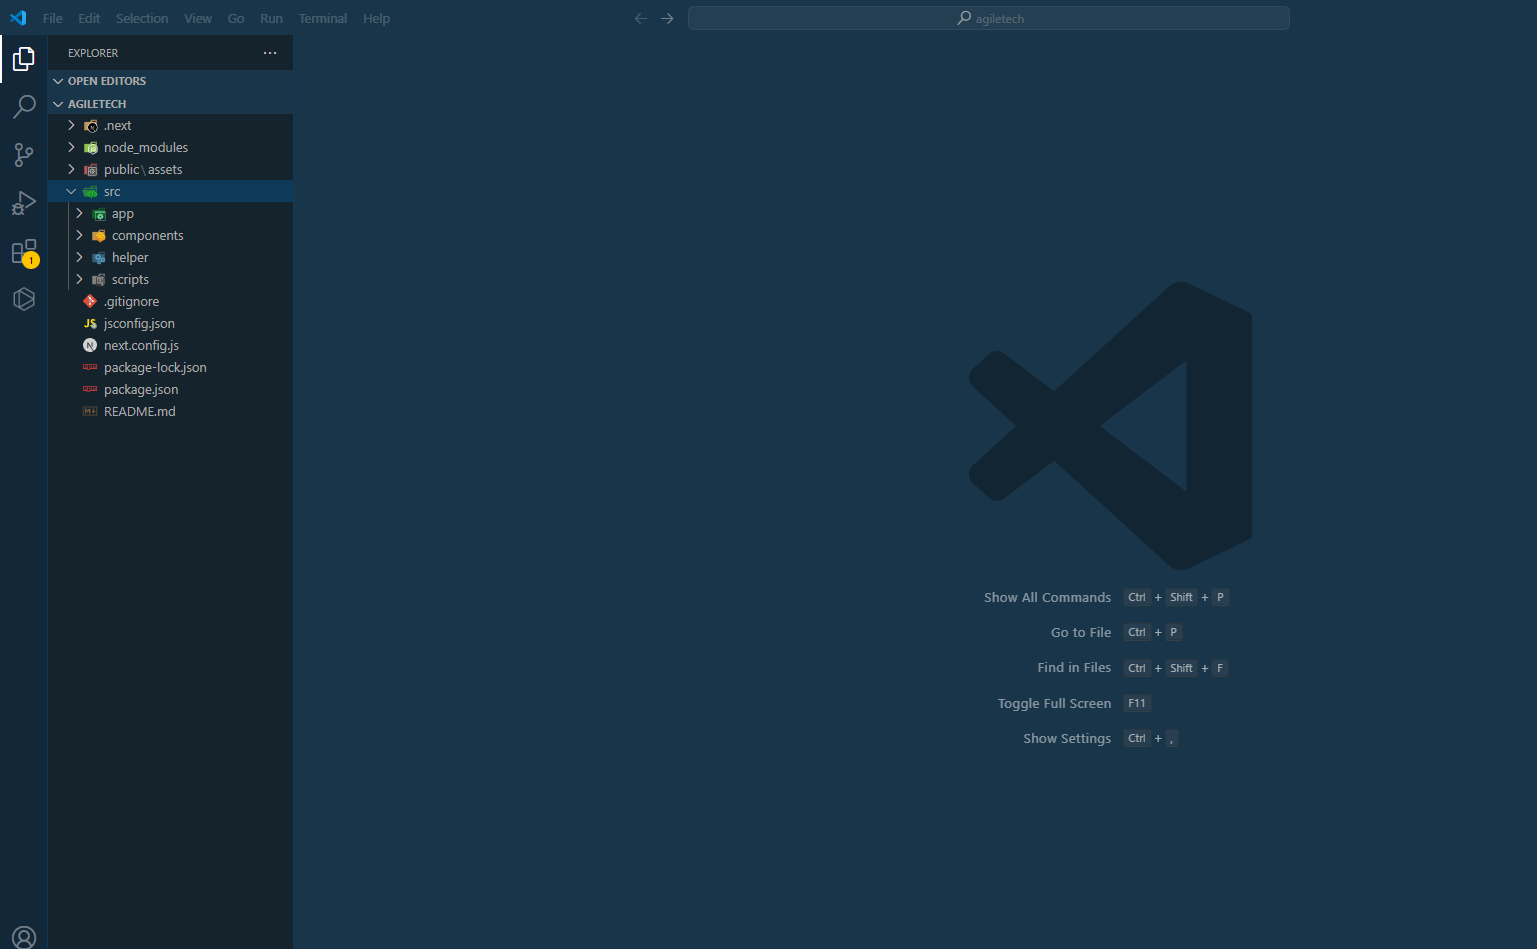 File Edit Selection View Go Run Terminal Help
agiletech
EXPLORER
OPEN EDITORS
AGILETECH
.next
node_modules
public\assets
src
app
components
helper
scripts
.gitignore
JS jsconfig.json
N next.config.js
package-lock.json
package.json
M README.md
1
Show All Commands Ctrl + Shift + P
Go to File Ctrl + P
Find in Files Ctrl + Shift + F
Toggle Full Screen F11
Show Settings Ctrl + ,